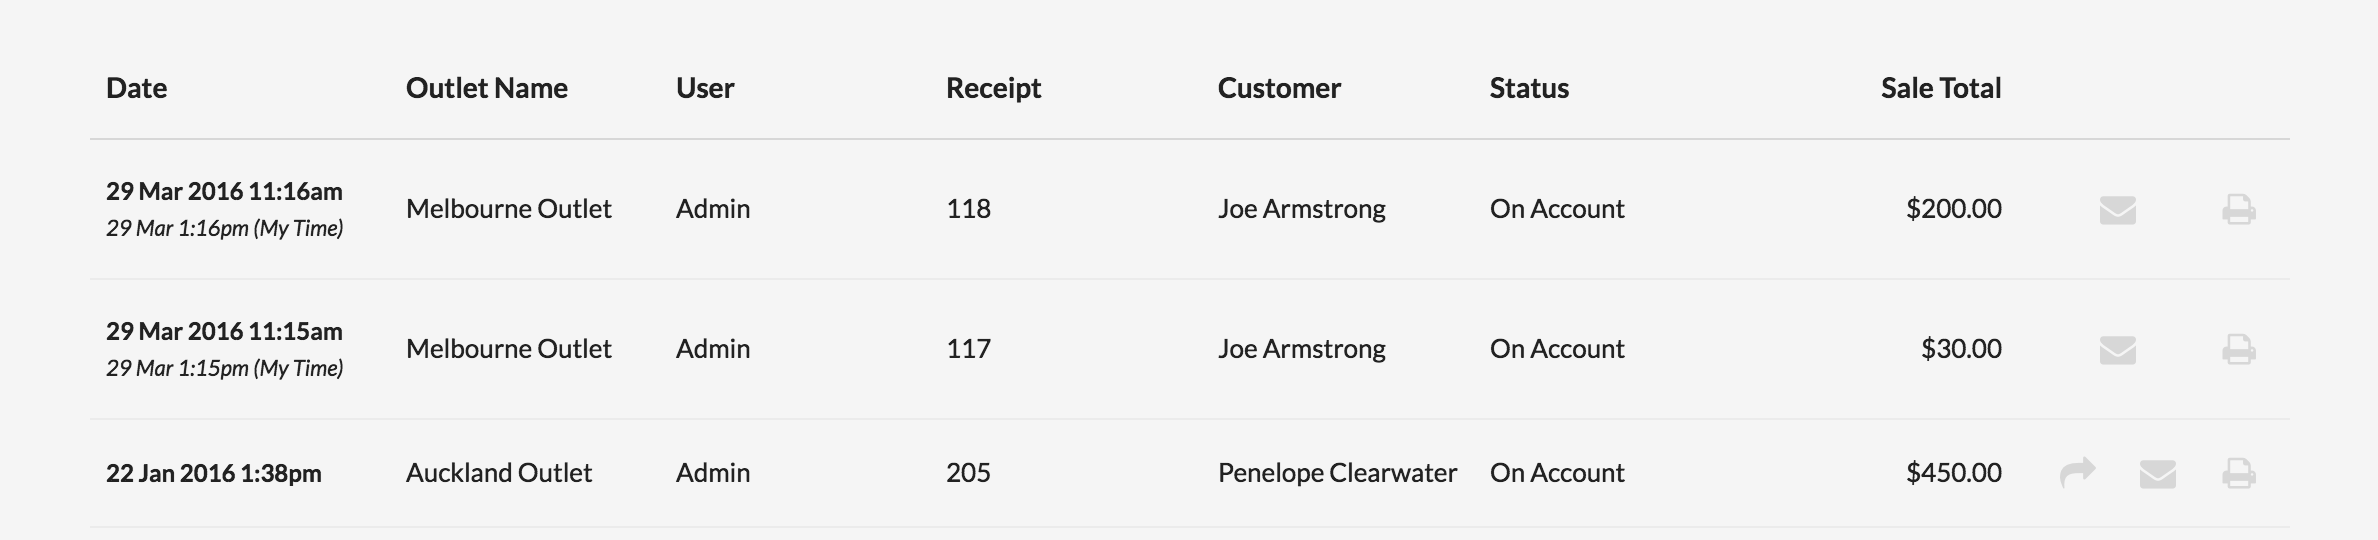 Date Outlet Name User Receipt Customer Status Sale Total
29 Mar 2016 11:16am
29 Mar 1:16pm (My Time)
Melbourne Outlet Admin 118 Joe Armstrong On Account $200.00
29 Mar 2016 11:15am
29 Mar 1:15pm (My Time)
Melbourne Outlet Admin 117 Joe Armstrong On Account $30.00
22 Jan 2016 1:38pm Auckland Outlet Admin 205 Penelope Clearwater On Account $450.00